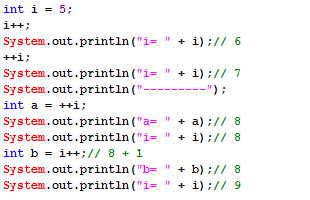 int i = 5;
i++;
System.out.println("i= " + i);// 6
++i;
System.out.println("i= " + i);// 7
System.out.println("---------");
int a = ++i;
System.out.println("a= " + a);// 8
System.out.println("i= " + i);// 8
int b = i++;// 8 + 1
System.out.println("b= " + b);// 8
System.out.println("i= " + i);// 9